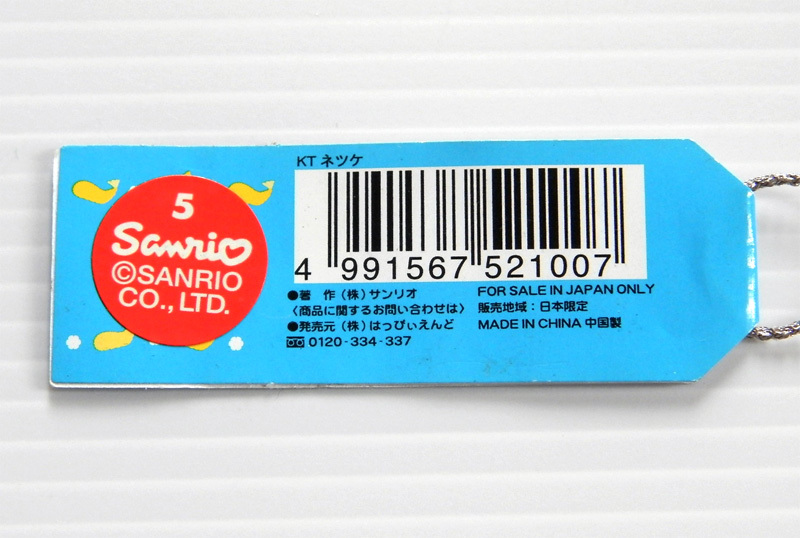 5
Sanrio
©SANRIO
CO., LTD.
KT ネツケ
4 991567 521007
●著 作（株）サンリオ
〈商品に関するお問い合わせは〉
●発売元（株）はっぴぃえんど
0120-334-337
FOR SALE IN JAPAN ONLY
販売地域：日本限定
MADE IN CHINA 中国製